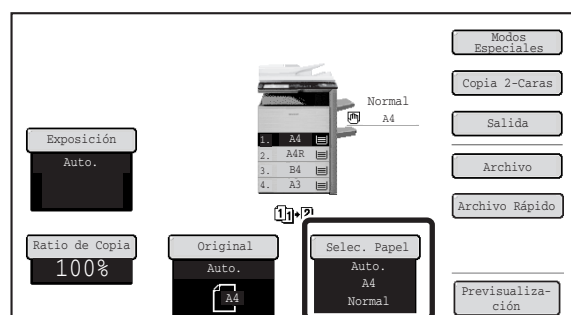 Modos
Especiales
Copia 2-Caras
Salida
Archivo
Archivo Rápido
Previsualiza-
ción
Normal
A4
1. A4
2. A4R
3. B4
4. A3
Exposición
Auto.
Ratio de Copia
100%
Original
Auto.
A4
Selec. Papel
Auto.
A4
Normal